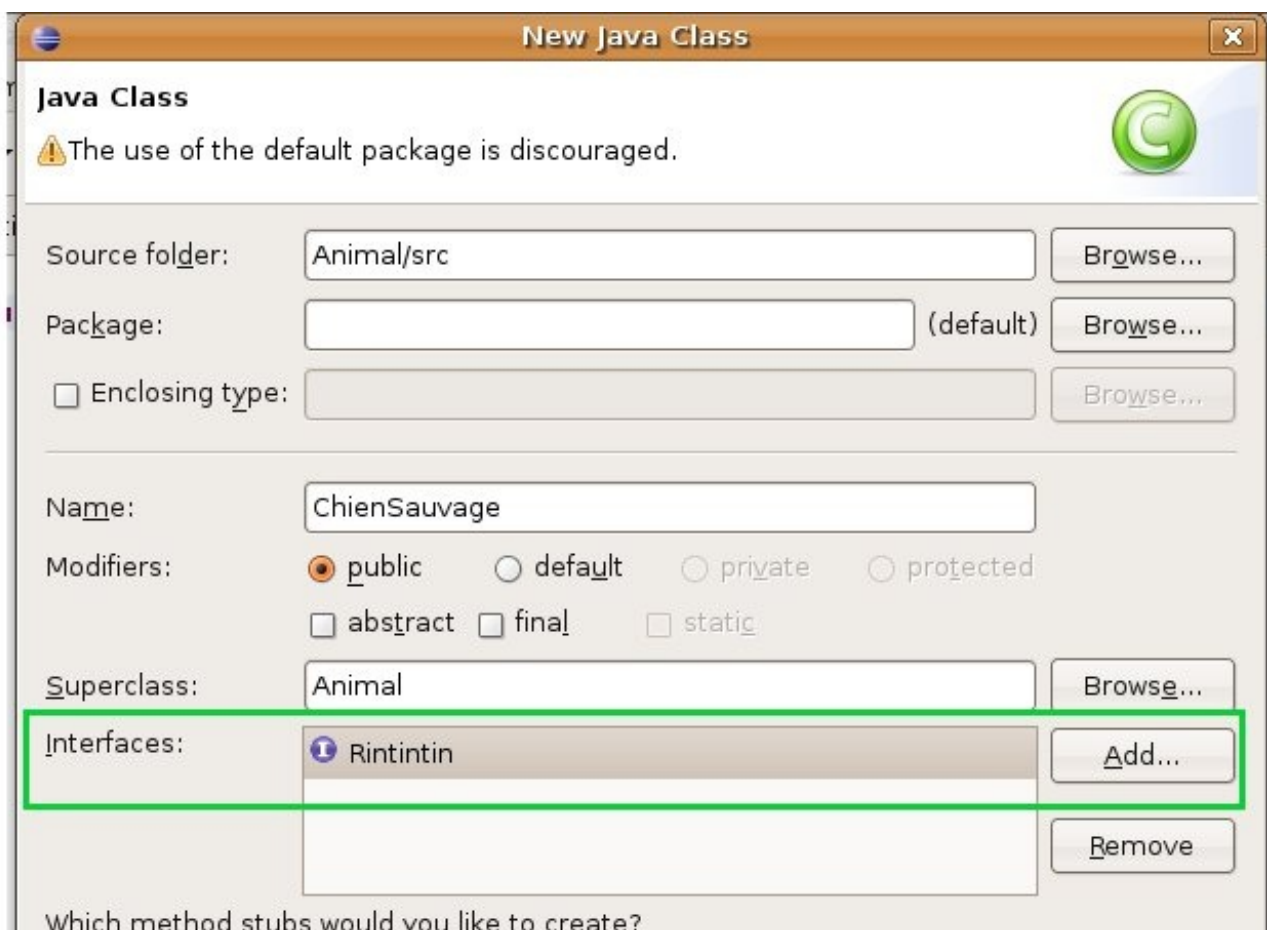 New Java Class
Java Class
The use of the default package is discouraged.
Source folder: Animal/src Browse...
Package: (default) Browse...
Enclosing type: Browse...
Name: ChienSauvage
Modifiers: public default private protected
abstract final static
Superclass: Animal Browse...
Interfaces: Rintintin Add...
Remove
Which method stubs would you like to create?